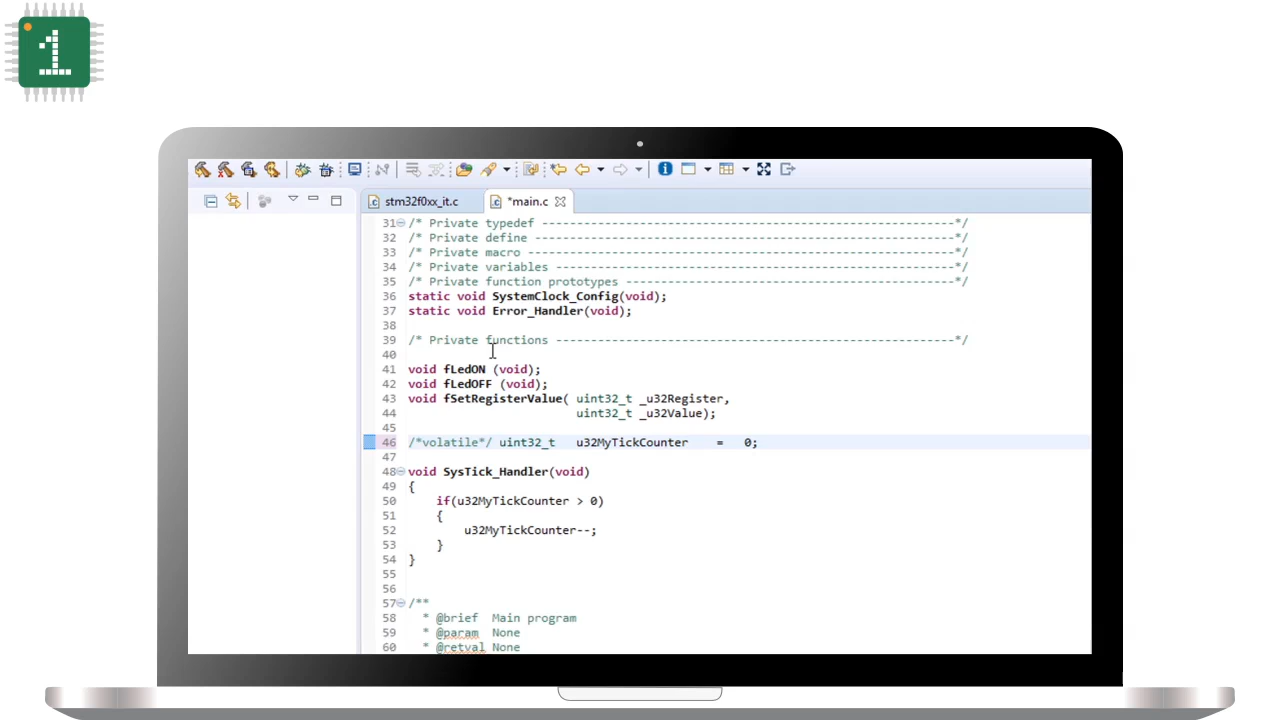 1
stm32f0xx_it.c
*main.c
31 /* Private typedef -----------------------------------------------------------*/
32 /* Private define ------------------------------------------------------------*/
33 /* Private macro -------------------------------------------------------------*/
34 /* Private variables ---------------------------------------------------------*/
35 /* Private function prototypes -----------------------------------------------*/
36 static void SystemClock_Config(void);
37 static void Error_Handler(void);
38
39 /* Private functions ---------------------------------------------------------*/
40
41 void fLedON (void);
42 void fLedOFF (void);
43 void fSetRegisterValue( uint32_t _u32Register,
44 uint32_t _u32Value);
45
46 /*volatile*/ uint32_t u32MyTickCounter = 0;
47
48 void SysTick_Handler(void)
49 {
50 if(u32MyTickCounter > 0)
51 {
52 u32MyTickCounter--;
53 }
54 }
55
56
57 /**
58 * @brief Main program
59 * @param None
60 * @retval None